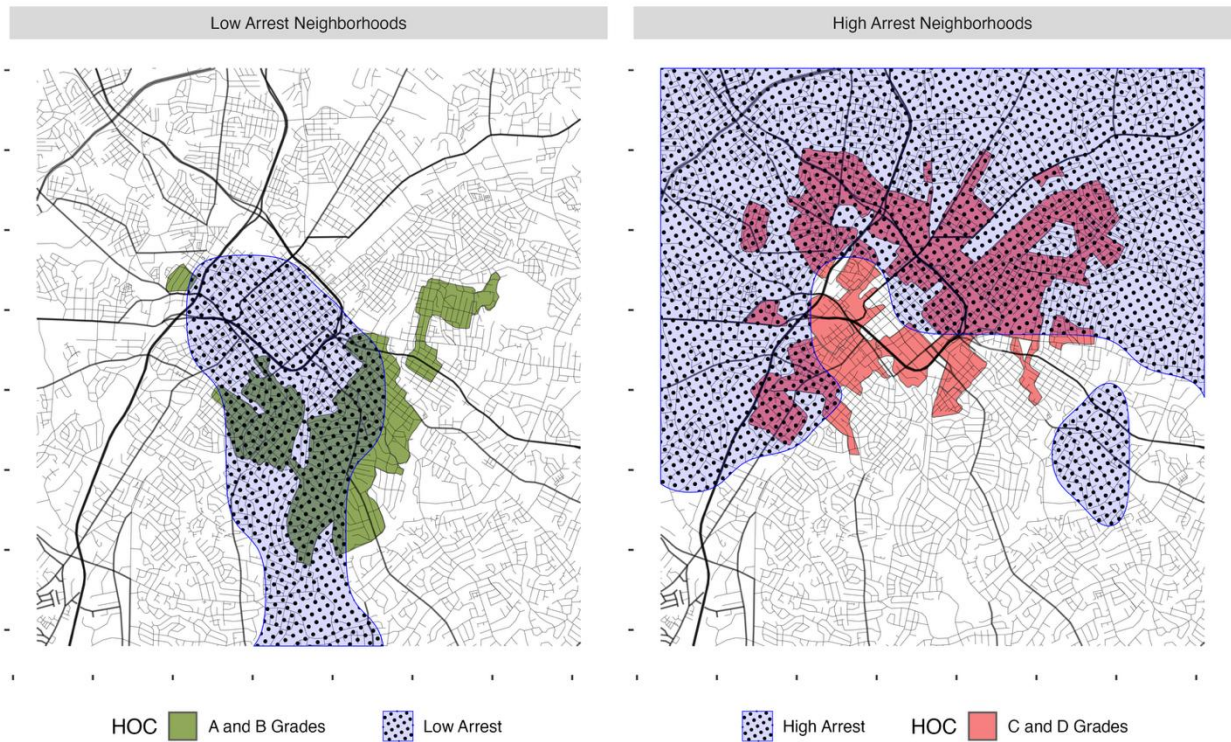 Low Arrest Neighborhoods
High Arrest Neighborhoods
HOC A and B Grades Low Arrest
High Arrest HOC C and D Grades